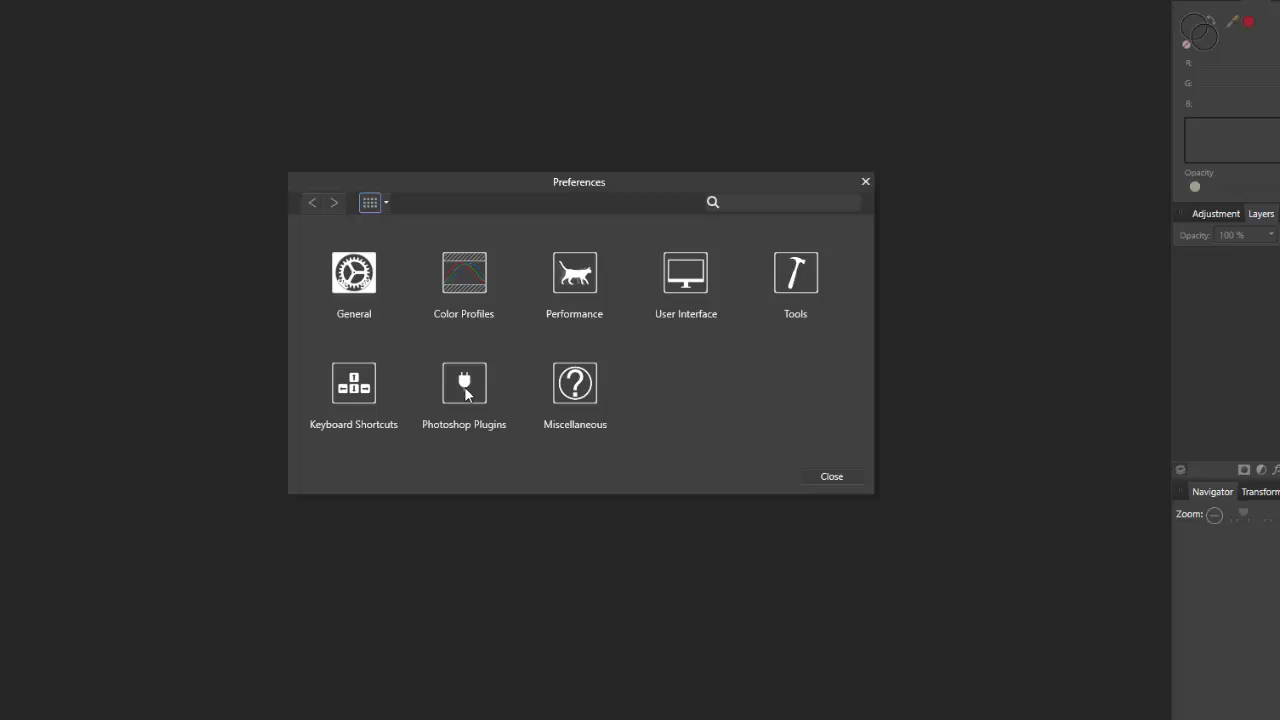 Preferences
General
Color Profiles
Performance
User Interface
Tools
Keyboard Shortcuts
Photoshop Plugins
Miscellaneous
Close
R:
G:
B:
Opacity
Adjustment
Layers
Opacity: 100 %
Navigator
Transform
Zoom: